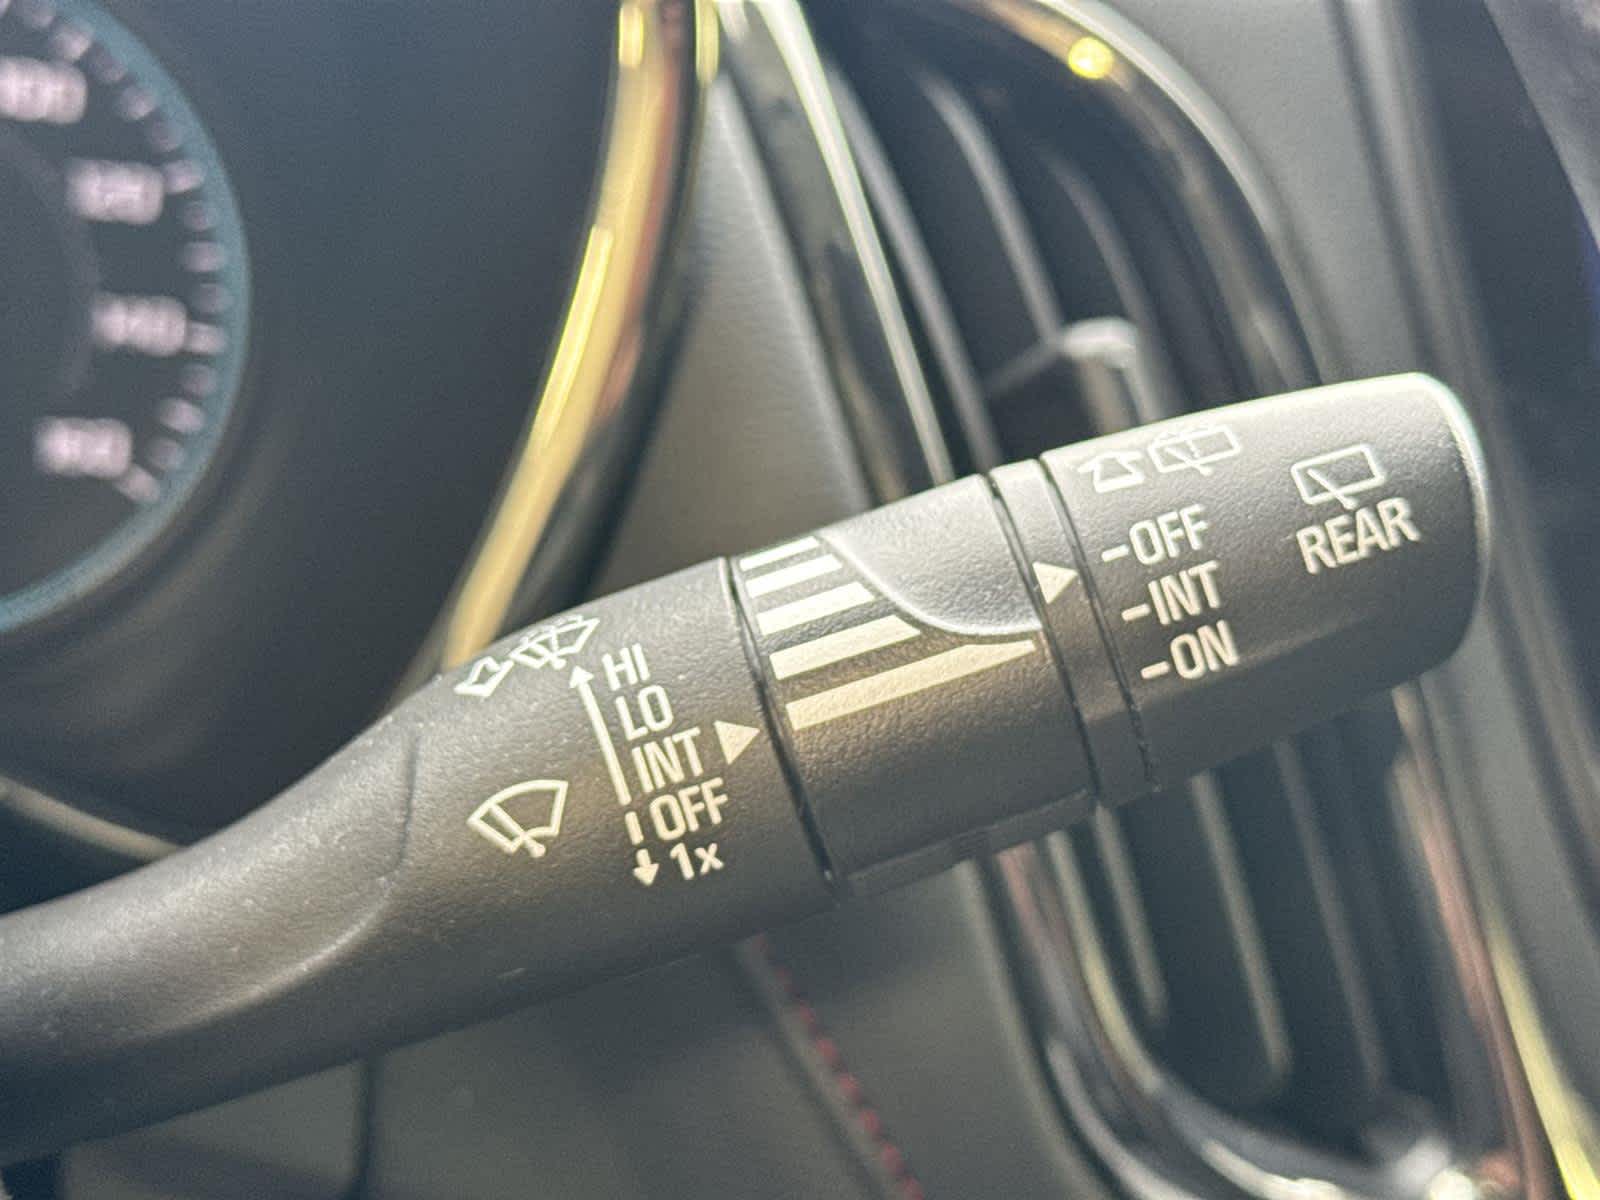 HI
LO
INT
OFF
1x
-OFF
-INT
-ON
REAR